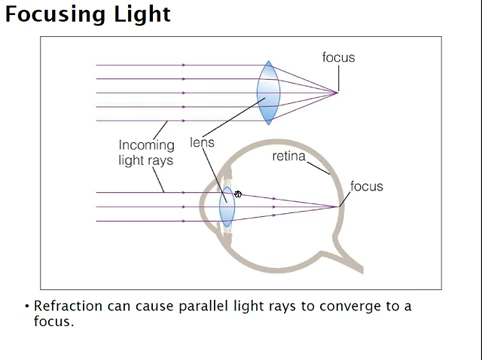 Focusing Light
focus
Incoming
light rays
lens
retina
focus
• Refraction can cause parallel light rays to converge to a
focus.